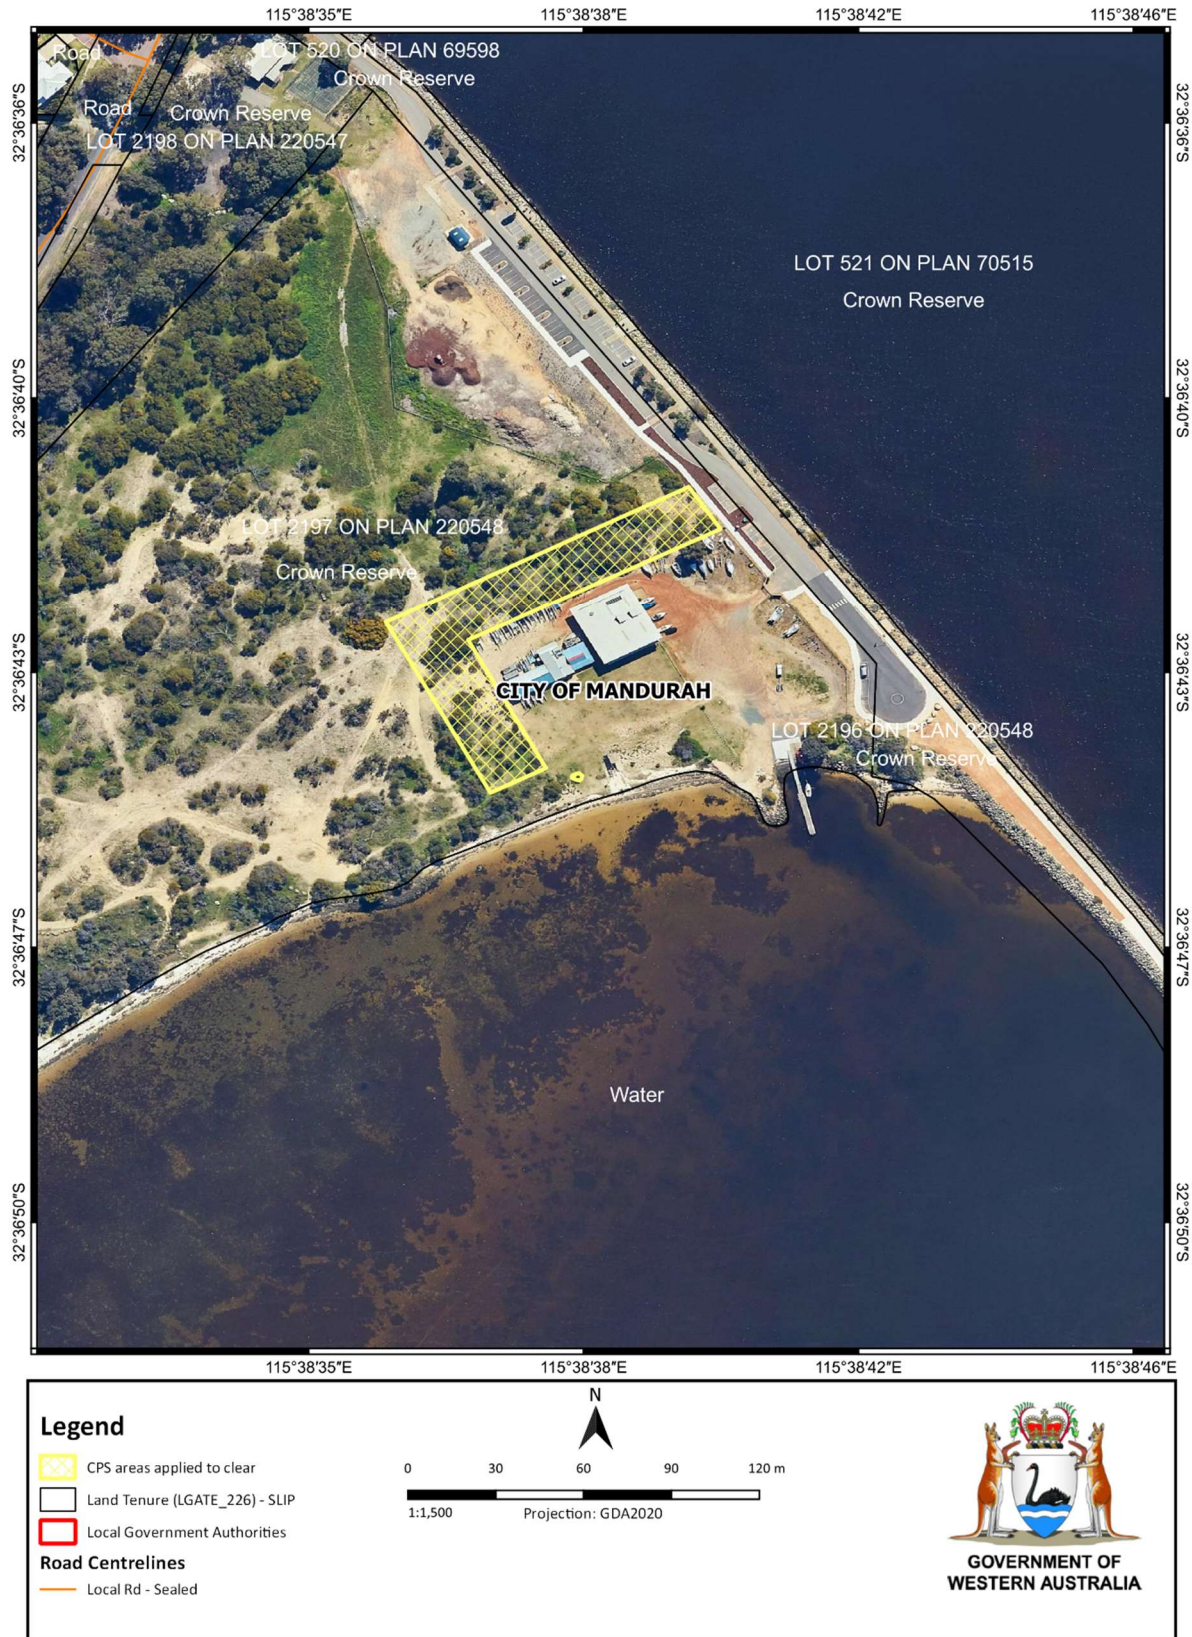 115°38'35"E 115°38'38"E 115°38'42"E 115°38'46"E
Road
LOT 520 ON PLAN 69598
Crown Reserve
Road
Crown Reserve
LOT 2198 ON PLAN 220547
32°36'36"S
32°36'36"S
LOT 521 ON PLAN 70515
Crown Reserve
32°36'40"S
32°36'40"S
LOT 2197 ON PLAN 220548
Crown Reserve
32°36'43"S
32°36'43"S
CITY OF MANDURAH
LOT 2196 ON PLAN 220548
Crown Reserve
32°36'47"S
32°36'47"S
Water
32°36'50"S
32°36'50"S
115°38'35"E 115°38'38"E 115°38'42"E 115°38'46"E
Legend
CPS areas applied to clear
Land Tenure (LGATE_226) - SLIP
Local Government Authorities
Road Centrelines
Local Rd - Sealed
N
0 30 60 90 120 m
1:1,500 Projection: GDA2020
GOVERNMENT OF
WESTERN AUSTRALIA